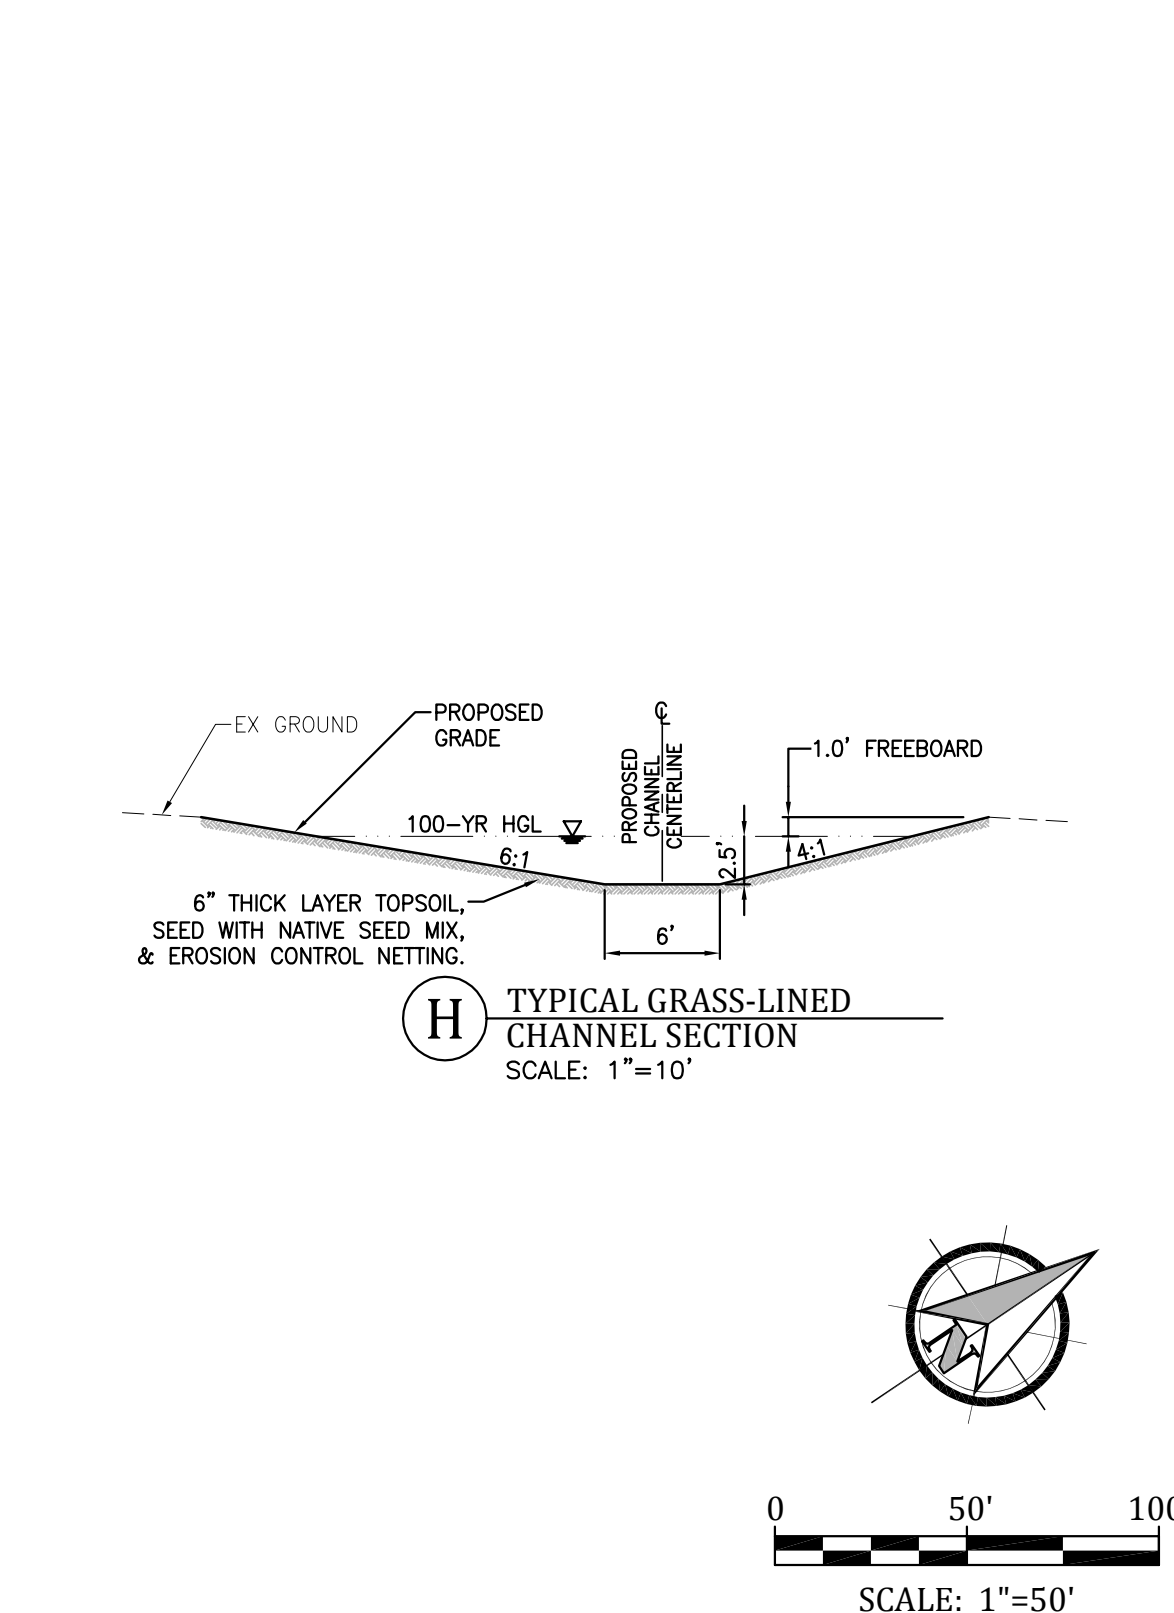 EX GROUND
PROPOSED
GRADE
℄
PROPOSED
CHANNEL
CENTERLINE
1.0' FREEBOARD
100-YR HGL
6:1
2.5'
4:1
6" THICK LAYER TOPSOIL,
SEED WITH NATIVE SEED MIX,
& EROSION CONTROL NETTING.
6'
H
TYPICAL GRASS-LINED
CHANNEL SECTION
SCALE: 1"=10'
N
0 50' 100
SCALE: 1"=50'